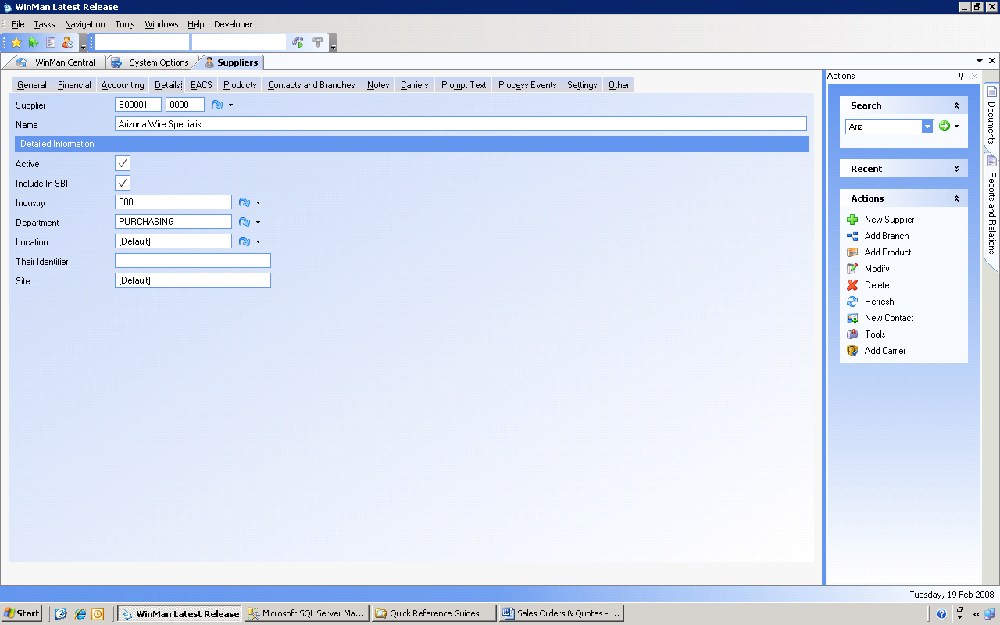 WinMan Latest Release
File Tasks Navigation Tools Windows Help Developer
WinMan Central System Options Suppliers
General Financial Accounting Details BACS Products Contacts and Branches Notes Carriers Prompt Text Process Events Settings Other
Supplier S00001 0000
Name Arizona Wire Specialist
Detailed Information
Active
Include In SBI
Industry 000
Department PURCHASING
Location [Default]
Their Identifier
Site [Default]
Actions
Search
Ariz
Recent
Actions
New Supplier
Add Branch
Add Product
Modify
Delete
Refresh
New Contact
Tools
Add Carrier
Documents
Reports and Relations
Tuesday, 19 Feb 2008
Start WinMan Latest Release Microsoft SQL Server Ma... Quick Reference Guides Sales Orders & Quotes - ...